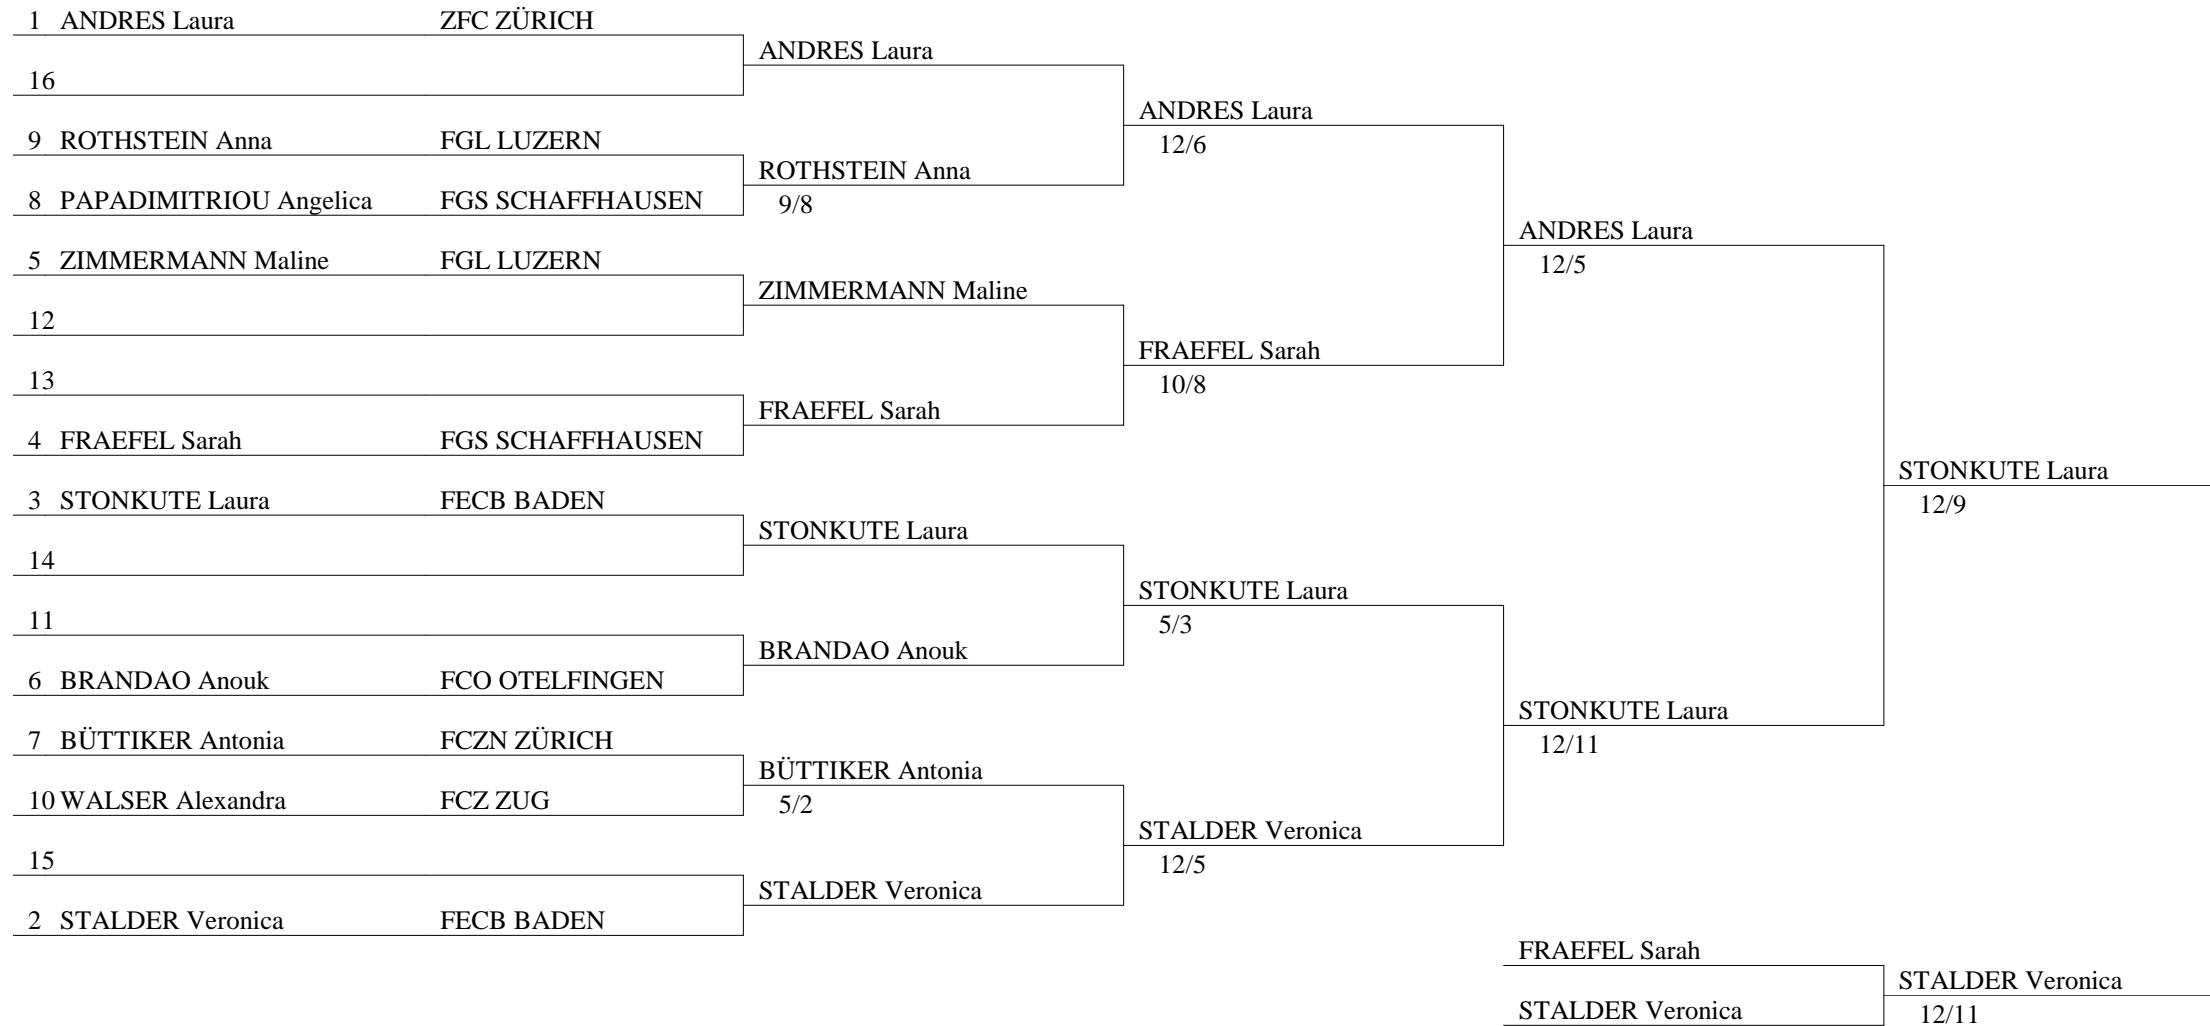 1 ANDRES Laura ZFC ZÜRICH
ANDRES Laura
16
ANDRES Laura
12/6
9 ROTHSTEIN Anna FGL LUZERN
ROTHSTEIN Anna
9/8
8 PAPADIMITRIOU Angelica FGS SCHAFFHAUSEN
ANDRES Laura
12/5
5 ZIMMERMANN Maline FGL LUZERN
ZIMMERMANN Maline
12
FRAEFEL Sarah
10/8
13
FRAEFEL Sarah
4 FRAEFEL Sarah FGS SCHAFFHAUSEN
STONKUTE Laura
12/9
3 STONKUTE Laura FECB BADEN
STONKUTE Laura
14
STONKUTE Laura
5/3
11
BRANDAO Anouk
6 BRANDAO Anouk FCO OTELFINGEN
STONKUTE Laura
12/11
7 BÜTTIKER Antonia FCZN ZÜRICH
BÜTTIKER Antonia
5/2
10 WALSER Alexandra FCZ ZUG
STALDER Veronica
12/5
15
STALDER Veronica
2 STALDER Veronica FECB BADEN
FRAEFEL Sarah
STALDER Veronica
12/11
STALDER Veronica